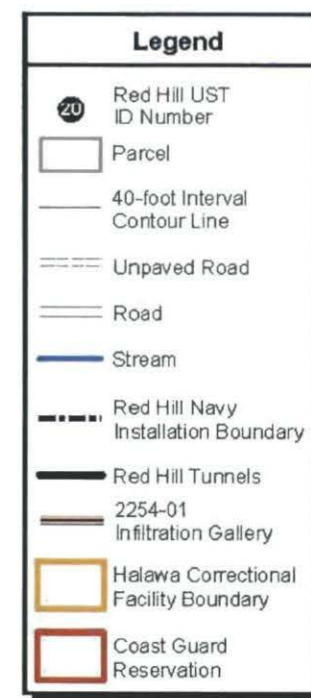 Legend
20
Red Hill UST
ID Number
Parcel
40-foot Interval
Contour Line
Unpaved Road
Road
Stream
Red Hill Navy
Installation Boundary
Red Hill Tunnels
2254-01
Infiltration Gallery
Halawa Correctional
Facility Boundary
Coast Guard
Reservation